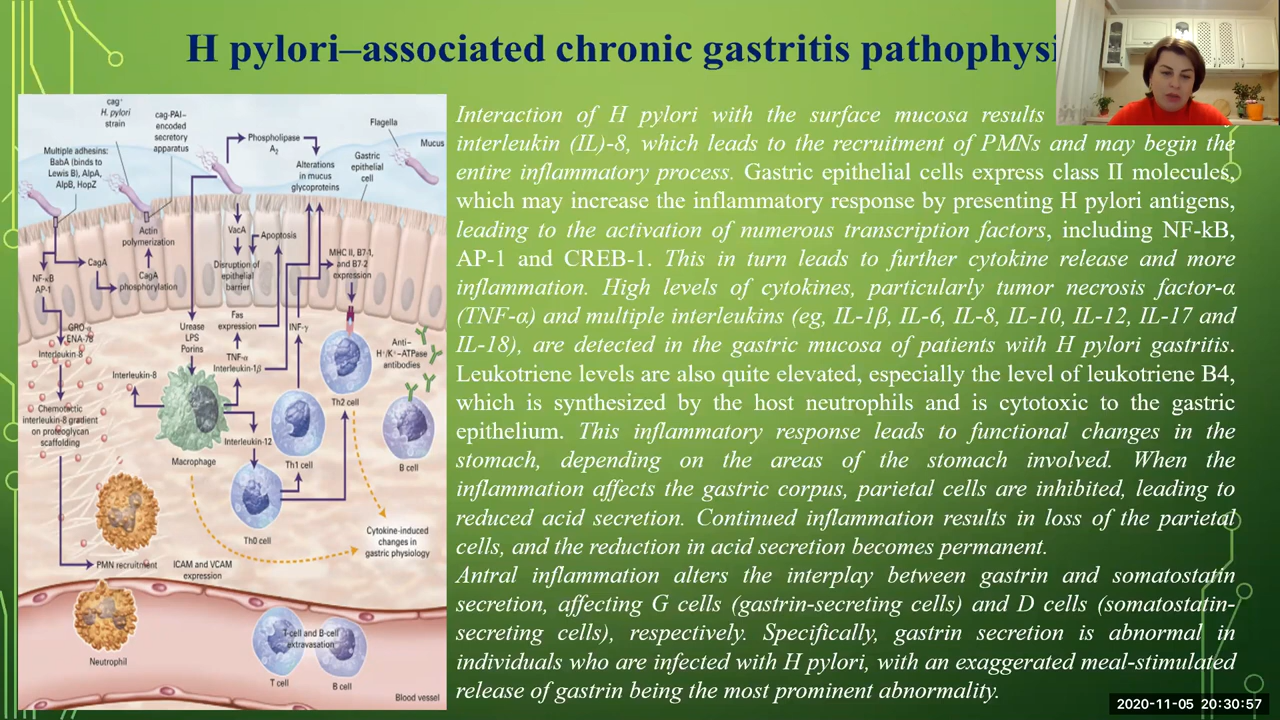 H pylori–associated chronic gastritis pathophysi
Interaction of H pylori with the surface mucosa results
interleukin (IL)-8, which leads to the recruitment of PMNs and may begin the
entire inflammatory process. Gastric epithelial cells express class II molecules,
which may increase the inflammatory response by presenting H pylori antigens,
leading to the activation of numerous transcription factors, including NF-kB,
AP-1 and CREB-1. This in turn leads to further cytokine release and more
inflammation. High levels of cytokines, particularly tumor necrosis factor-α
(TNF-α) and multiple interleukins (eg, IL-1β, IL-6, IL-8, IL-10, IL-12, IL-17 and
IL-18), are detected in the gastric mucosa of patients with H pylori gastritis.
Leukotriene levels are also quite elevated, especially the level of leukotriene B4,
which is synthesized by the host neutrophils and is cytotoxic to the gastric
epithelium. This inflammatory response leads to functional changes in the
stomach, depending on the areas of the stomach involved. When the
inflammation affects the gastric corpus, parietal cells are inhibited, leading to
reduced acid secretion. Continued inflammation results in loss of the parietal
cells, and the reduction in acid secretion becomes permanent.
Antral inflammation alters the interplay between gastrin and somatostatin
secretion, affecting G cells (gastrin-secreting cells) and D cells (somatostatin-
secreting cells), respectively. Specifically, gastrin secretion is abnormal in
individuals who are infected with H pylori, with an exaggerated meal-stimulated
release of gastrin being the most prominent abnormality.
cag+
H. pylori
strain
cag-PAI–
encoded
secretory
apparatus
Multiple adhesins:
BabA (binds to
Lewis B), AlpA,
AlpB, HopZ
Phospholipase
A2
Alterations
in mucus
glycoproteins
Flagella
Mucus
Gastric
epithelial
cell
Actin
polymerization
VacA
Apoptosis
NF-κB
AP-1
CagA
CagA
phosphorylation
Disruption of
epithelial
barrier
MHC II, B7-1,
and B7-2
expression
GRO-α
ENA-78
Interleukin-8
Urease
LPS
Porins
Fas
expression
INF-γ
TNF-α
Interleukin-1β
Anti–
H+/K+–ATPase
antibodies
Interleukin-8
Th2 cell
Chemotactic
interleukin-8 gradient
on proteoglycan
scaffolding
Interleukin-12
Macrophage
Th1 cell
B cell
Th0 cell
Cytokine-induced
changes in
gastric physiology
PMN recruitment
ICAM and VCAM
expression
T-cell and B-cell
extravasation
Neutrophil
T cell
B cell
Blood vessel
2020-11-05 20:30:57